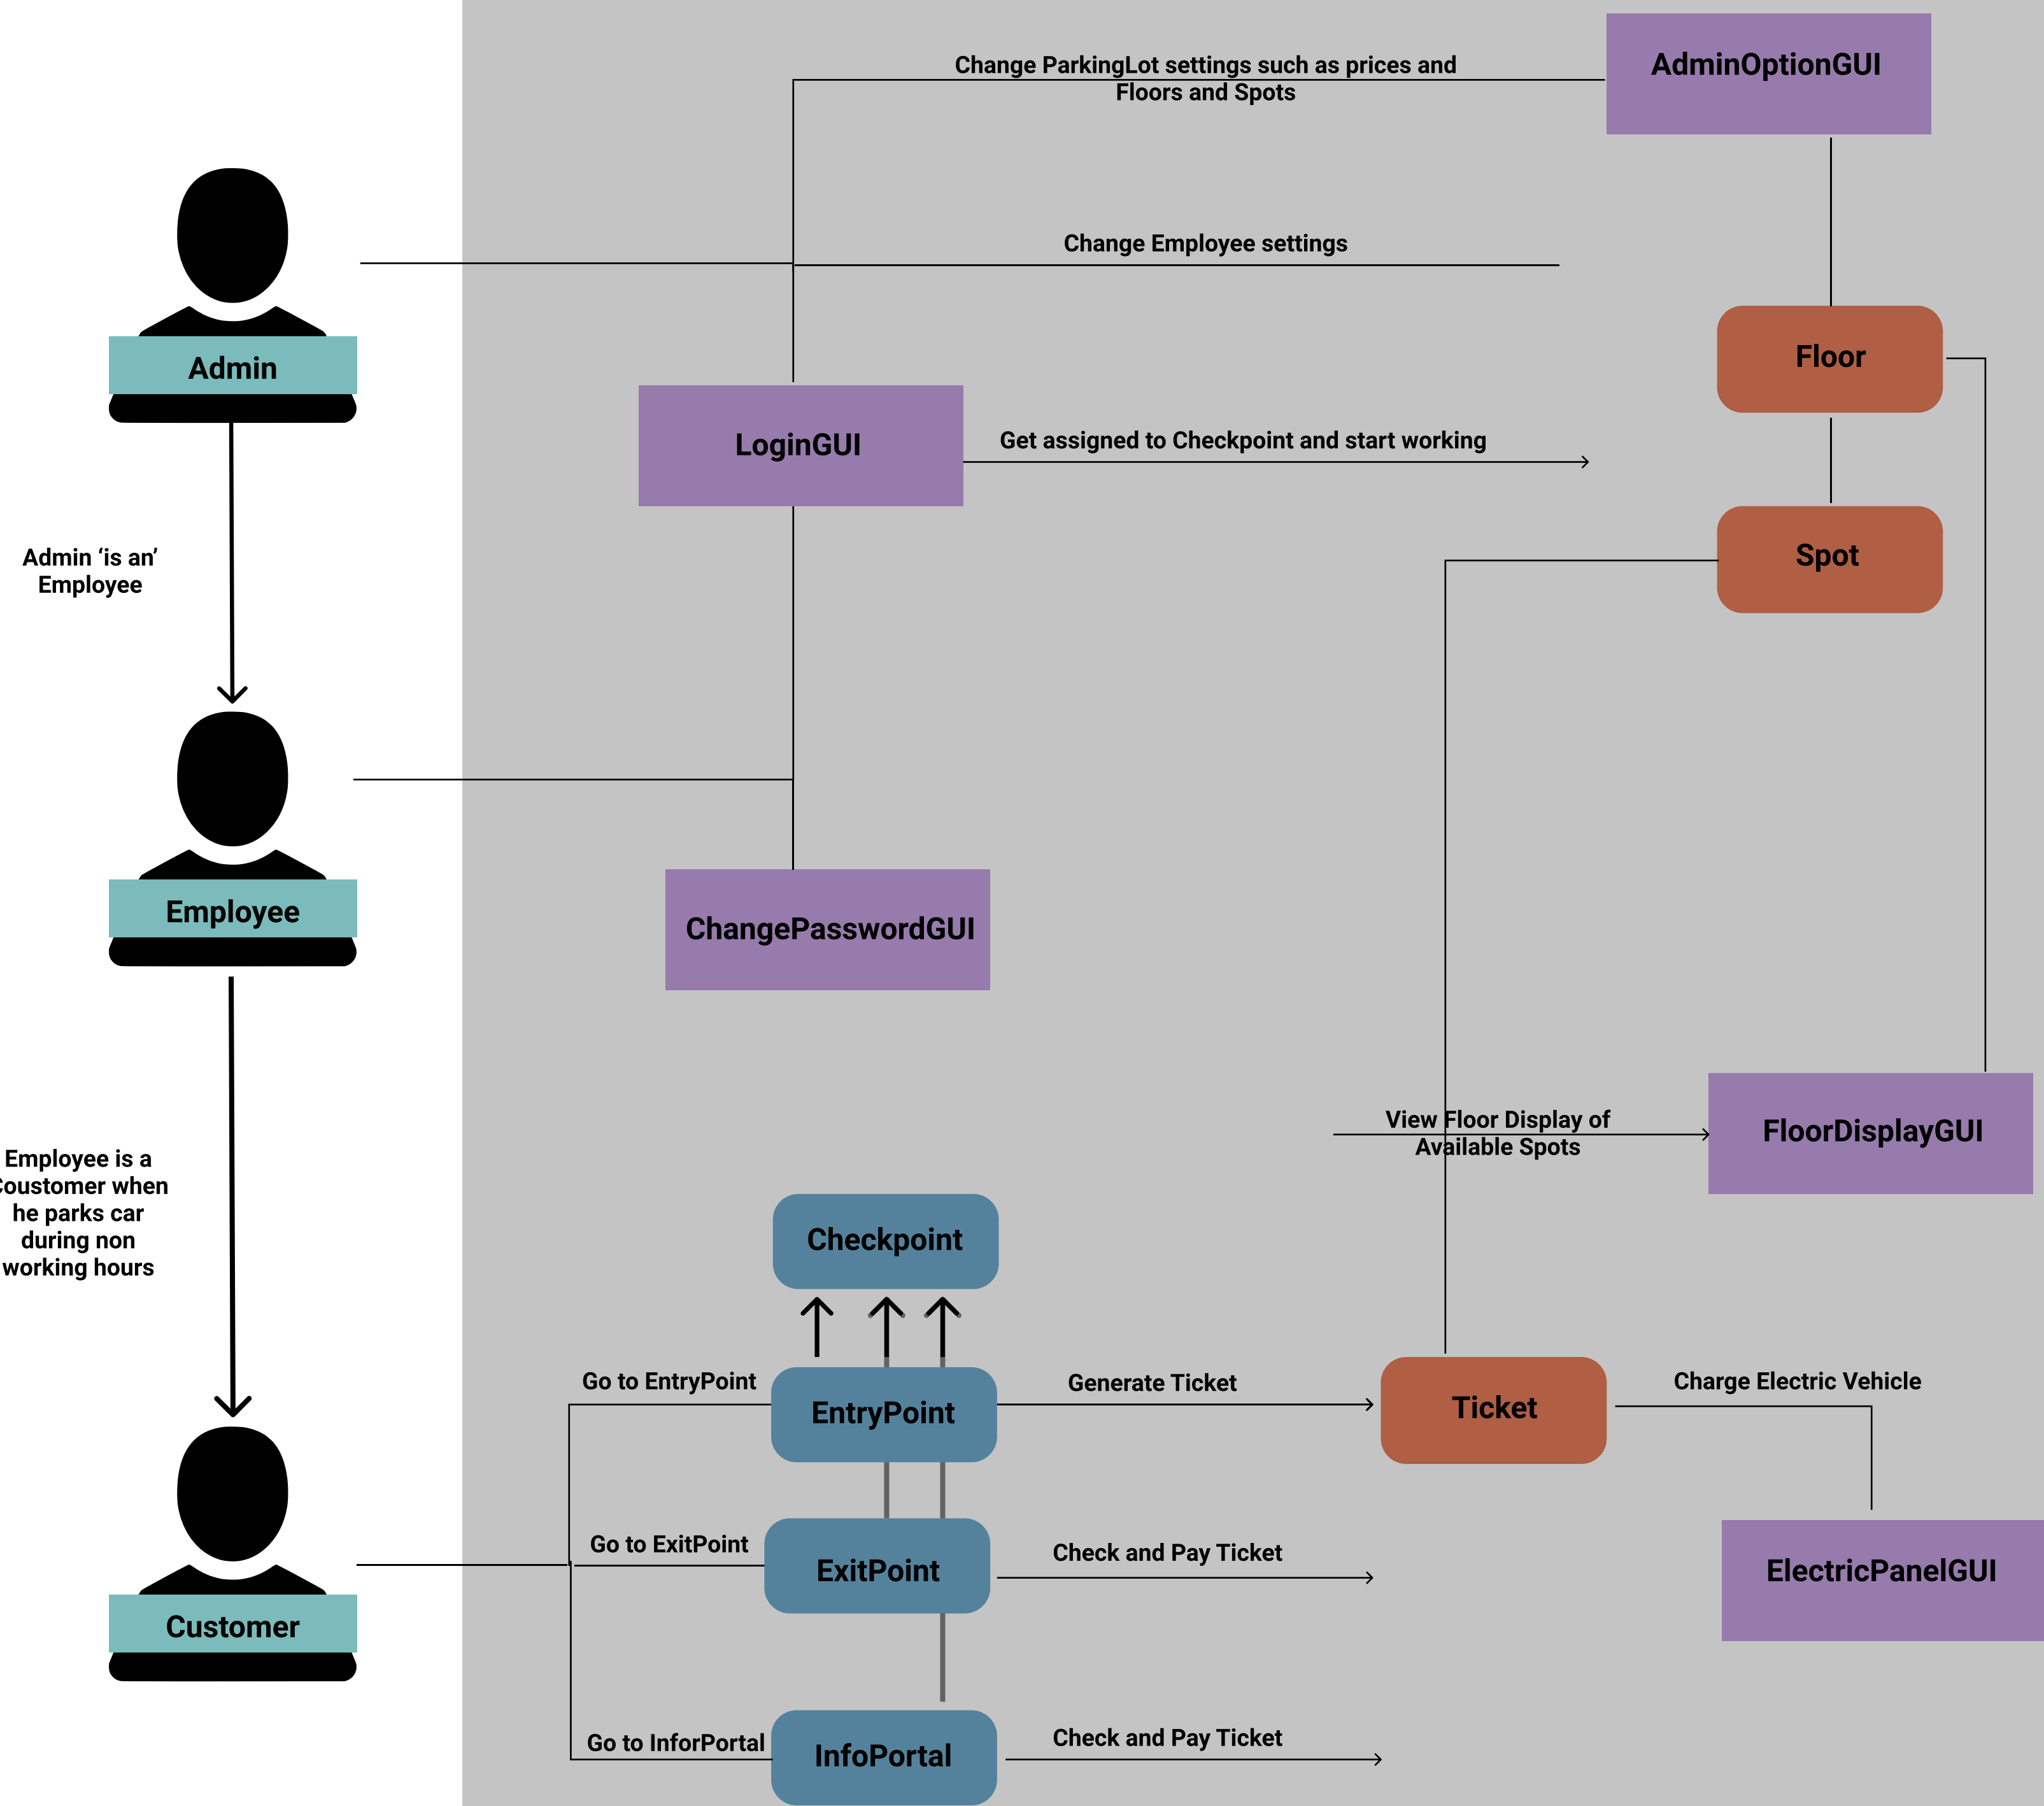 Change ParkingLot settings such as prices and
Floors and Spots
AdminOptionGUI
Change Employee settings
Admin
Floor
LoginGUI
Get assigned to Checkpoint and start working
Admin ‘is an’
Employee
Spot
Employee
ChangePasswordGUI
View Floor Display of
Available Spots
FloorDisplayGUI
Employee is a
Coustomer when
he parks car
during non
working hours
Checkpoint
Go to EntryPoint
EntryPoint
Generate Ticket
Ticket
Charge Electric Vehicle
Go to ExitPoint
ExitPoint
Check and Pay Ticket
ElectricPanelGUI
Customer
Go to InforPortal
InfoPortal
Check and Pay Ticket